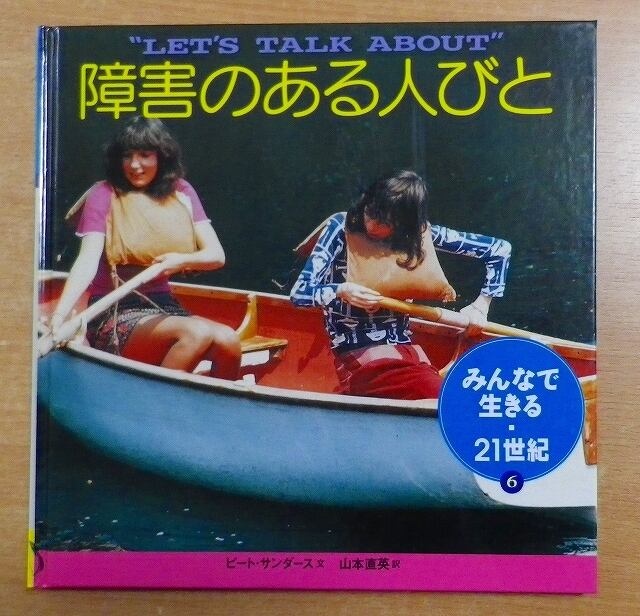 "LET'S TALK ABOUT"
障害のある人びと
みんなで
生きる
・
21世紀
6
ピート・サンダース 文 山本直英 訳